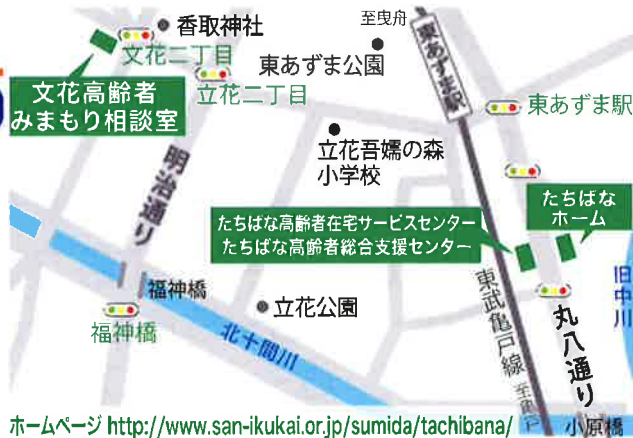 至曳舟
香取神社
文花二丁目
東あずま公園
東あずま駅
文花高齢者
みまもり相談室
立花二丁目
東あずま駅
立花吾嬬の森
小学校
明治通り
たちばな
ホーム
たちばな高齢者在宅サービスセンター
たちばな高齢者総合支援センター
旧中川
福神橋
立花公園
福神橋
北十間川
東武亀戸線
丸八通り
至亀戸
ホームページ http://www.san-ikukai.or.jp/sumida/tachibana/
小原橋